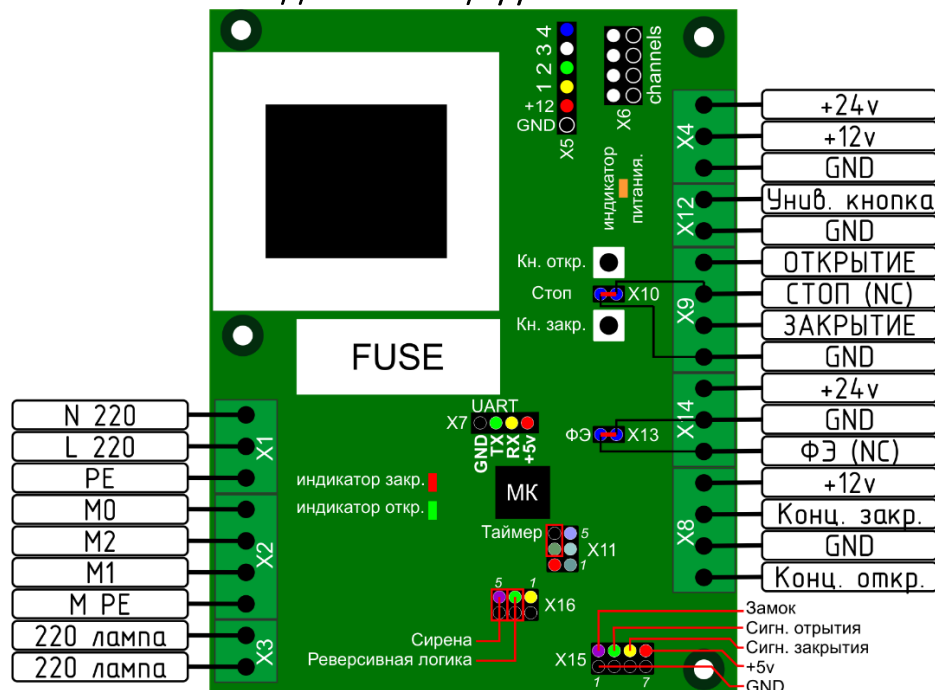 4
3
2
1
+12
GND
X5
X6
channels
индикатор
питания.
Кн. откр.
Стоп
X10
Кн. закр.
FUSE
UART
X7
GND
TX
RX
+5v
ФЭ
X13
индикатор закр.
индикатор откр.
МК
Таймер
5
X11
1
5
1
X16
Сирена
Реверсивная логика
X15
1
7
Замок
Сигн. отрытия
Сигн. закрытия
+5v
GND
N 220
L 220
PE
X1
M0
M2
M1
M PE
X2
220 лампа
220 лампа
X3
X4
+24v
+12v
GND
X12
Унив. кнопка
GND
X9
ОТКРЫТИЕ
СТОП (NC)
ЗАКРЫТИЕ
GND
X14
+24v
GND
ФЭ (NC)
X8
+12v
Конц. закр.
GND
Конц. откр.